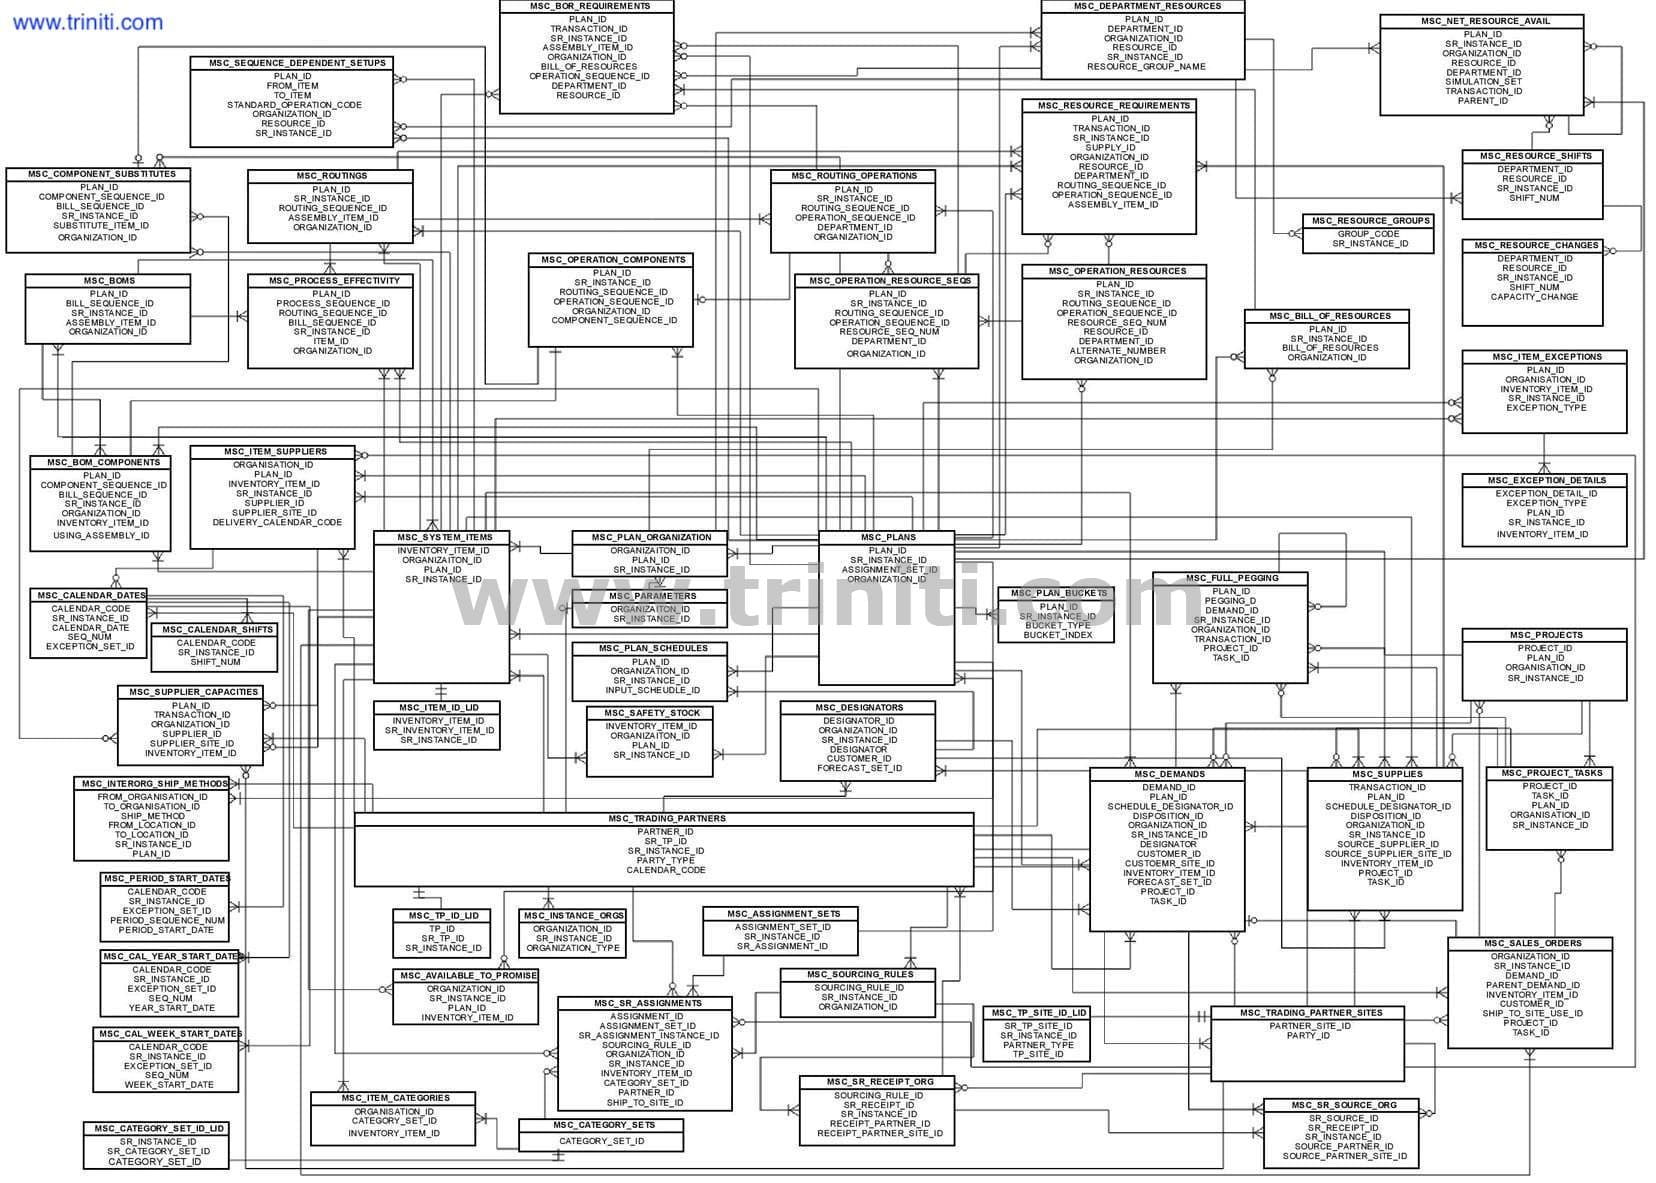 www.triniti.com
MSC_BOR_REQUIREMENTS
PLAN_ID
TRANSACTION_ID
SR_INSTANCE_ID
ASSEMBLY_ITEM_ID
ORGANIZATION_ID
BILL_OF_RESOURCES
OPERATION_SEQUENCE_ID
DEPARTMENT_ID
RESOURCE_ID
MSC_DEPARTMENT_RESOURCES
PLAN_ID
DEPARTMENT_ID
ORGANIZATION_ID
RESOURCE_ID
SR_INSTANCE_ID
RESOURCE_GROUP_NAME
MSC_NET_RESOURCE_AVAIL
PLAN_ID
SR_INSTANCE_ID
ORGANIZATION_ID
RESOURCE_ID
DEPARTMENT_ID
SIMULATION_SET
TRANSACTION_ID
PARENT_ID
MSC_SEQUENCE_DEPENDENT_SETUPS
PLAN_ID
FROM_ITEM
TO_ITEM
STANDARD_OPERATION_CODE
ORGANIZATION_ID
RESOURCE_ID
SR_INSTANCE_ID
MSC_RESOURCE_REQUIREMENTS
PLAN_ID
TRANSACTION_ID
SR_INSTANCE_ID
SUPPLY_ID
ORGANIZATION_ID
RESOURCE_ID
DEPARTMENT_ID
ROUTING_SEQUENCE_ID
OPERATION_SEQUENCE_ID
ASSEMBLY_ITEM_ID
MSC_RESOURCE_SHIFTS
DEPARTMENT_ID
RESOURCE_ID
SR_INSTANCE_ID
SHIFT_NUM
MSC_COMPONENT_SUBSTITUTES
PLAN_ID
COMPONENT_SEQUENCE_ID
BILL_SEQUENCE_ID
SR_INSTANCE_ID
SUBSTITUTE_ITEM_ID
ORGANIZATION_ID
MSC_ROUTINGS
PLAN_ID
SR_INSTANCE_ID
ROUTING_SEQUENCE_ID
ASSEMBLY_ITEM_ID
ORGANIZATION_ID
MSC_ROUTING_OPERATIONS
PLAN_ID
SR_INSTANCE_ID
ROUTING_SEQUENCE_ID
OPERATION_SEQUENCE_ID
DEPARTMENT_ID
ORGANIZATION_ID
MSC_RESOURCE_GROUPS
GROUP_CODE
SR_INSTANCE_ID
MSC_RESOURCE_CHANGES
DEPARTMENT_ID
RESOURCE_ID
SR_INSTANCE_ID
SHIFT_NUM
CAPACITY_CHANGE
MSC_BOMS
PLAN_ID
BILL_SEQUENCE_ID
SR_INSTANCE_ID
ASSEMBLY_ITEM_ID
ORGANIZATION_ID
MSC_PROCESS_EFFECTIVITY
PLAN_ID
PROCESS_SEQUENCE_ID
ROUTING_SEQUENCE_ID
BILL_SEQUENCE_ID
SR_INSTANCE_ID
ITEM_ID
ORGANIZATION_ID
MSC_OPERATION_COMPONENTS
PLAN_ID
SR_INSTANCE_ID
ROUTING_SEQUENCE_ID
OPERATION_SEQUENCE_ID
ORGANIZATION_ID
COMPONENT_SEQUENCE_ID
MSC_OPERATION_RESOURCE_SEQS
PLAN_ID
SR_INSTANCE_ID
ROUTING_SEQUENCE_ID
OPERATION_SEQUENCE_ID
RESOURCE_SEQ_NUM
DEPARTMENT_ID
ORGANIZATION_ID
MSC_OPERATION_RESOURCES
PLAN_ID
SR_INSTANCE_ID
ROUTING_SEQUENCE_ID
OPERATION_SEQUENCE_ID
RESOURCE_SEQ_NUM
RESOURCE_ID
DEPARTMENT_ID
ALTERNATE_NUMBER
ORGANIZATION_ID
MSC_BILL_OF_RESOURCES
PLAN_ID
SR_INSTANCE_ID
BILL_OF_RESOURCES
ORGANIZATION_ID
MSC_ITEM_EXCEPTIONS
PLAN_ID
ORGANISATION_ID
INVENTORY_ITEM_ID
SR_INSTANCE_ID
EXCEPTION_TYPE
MSC_BOM_COMPONENTS
PLAN_ID
COMPONENT_SEQUENCE_ID
BILL_SEQUENCE_ID
SR_INSTANCE_ID
ORGANIZATION_ID
INVENTORY_ITEM_ID
USING_ASSEMBLY_ID
MSC_ITEM_SUPPLIERS
ORGANISATION_ID
PLAN_ID
INVENTORY_ITEM_ID
SR_INSTANCE_ID
SUPPLIER_ID
SUPPLIER_SITE_ID
DELIVERY_CALENDAR_CODE
MSC_EXCEPTION_DETAILS
EXCEPTION_DETAIL_ID
EXCEPTION_TYPE
PLAN_ID
SR_INSTANCE_ID
INVENTORY_ITEM_ID
MSC_SYSTEM_ITEMS
INVENTORY_ITEM_ID
ORGANIZAITON_ID
PLAN_ID
SR_INSTANCE_ID
MSC_PLAN_ORGANIZATION
ORGANIZAITON_ID
PLAN_ID
SR_INSTANCE_ID
MSC_PLANS
PLAN_ID
SR_INSTANCE_ID
ASSIGNMENT_SET_ID
ORGANIZATION_ID
www.triniti.com
MSC_PARAMETERS
ORGANIZAITON_ID
SR_INSTANCE_ID
MSC_PLAN_BUCKETS
PLAN_ID
SR_INSTANCE_ID
BUCKET_TYPE
BUCKET_INDEX
MSC_FULL_PEGGING
PLAN_ID
PEGGING_D
DEMAND_ID
SR_INSTANCE_ID
ORGANIZATION_ID
TRANSACTION_ID
PROJECT_ID
TASK_ID
MSC_CALENDAR_DATES
CALENDAR_CODE
SR_INSTANCE_ID
CALENDAR_DATE
SEQ_NUM
EXCEPTION_SET_ID
MSC_CALENDAR_SHIFTS
CALENDAR_CODE
SR_INSTANCE_ID
SHIFT_NUM
MSC_PLAN_SCHEDULES
PLAN_ID
ORGANIZATION_ID
SR_INSTANCE_ID
INPUT_SCHEUDLE_ID
MSC_PROJECTS
PROJECT_ID
PLAN_ID
ORGANISATION_ID
SR_INSTANCE_ID
MSC_SUPPLIER_CAPACITIES
PLAN_ID
TRANSACTION_ID
ORGANIZATION_ID
SUPPLIER_ID
SUPPLIER_SITE_ID
INVENTORY_ITEM_ID
MSC_ITEM_ID_LID
INVENTORY_ITEM_ID
SR_INVENTORY_ITEM_ID
SR_INSTANCE_ID
MSC_SAFETY_STOCK
INVENTORY_ITEM_ID
ORGANIZAITON_ID
PLAN_ID
SR_INSTANCE_ID
MSC_DESIGNATORS
DESIGNATOR_ID
ORGANIZATION_ID
SR_INSTANCE_ID
DESIGNATOR
CUSTOMER_ID
FORECAST_SET_ID
MSC_DEMANDS
DEMAND_ID
PLAN_ID
SCHEDULE_DESIGNATOR_ID
DISPOSITION_ID
ORGANIZATION_ID
SR_INSTANCE_ID
DESIGNATOR
CUSTOMER_ID
CUSTOEMR_SITE_ID
INVENTORY_ITEM_ID
FORECAST_SET_ID
PROJECT_ID
TASK_ID
MSC_SUPPLIES
TRANSACTION_ID
PLAN_ID
SCHEDULE_DESIGNATOR_ID
DISPOSITION_ID
ORGANIZATION_ID
SR_INSTANCE_ID
SOURCE_SUPPLIER_ID
SOURCE_SUPPLIER_SITE_ID
INVENTORY_ITEM_ID
PROJECT_ID
TASK_ID
MSC_PROJECT_TASKS
PROJECT_ID
TASK_ID
PLAN_ID
ORGANISATION_ID
SR_INSTANCE_ID
MSC_INTERORG_SHIP_METHODS
FROM_ORGANISATION_ID
TO_ORGANISATION_ID
SHIP_METHOD
FROM_LOCATION_ID
TO_LOCATION_ID
SR_INSTANCE_ID
PLAN_ID
MSC_TRADING_PARTNERS
PARTNER_ID
SR_TP_ID
SR_INSTANCE_ID
PARTY_TYPE
CALENDAR_CODE
MSC_PERIOD_START_DATES
CALENDAR_CODE
SR_INSTANCE_ID
EXCEPTION_SET_ID
PERIOD_SEQUENCE_NUM
PERIOD_START_DATE
MSC_TP_ID_LID
TP_ID
SR_TP_ID
SR_INSTANCE_ID
MSC_INSTANCE_ORGS
ORGANIZATION_ID
SR_INSTANCE_ID
ORGANIZATION_TYPE
MSC_ASSIGNMENT_SETS
ASSIGNMENT_SET_ID
SR_INSTANCE_ID
SR_ASSIGNMENT_ID
MSC_SALES_ORDERS
ORGANIZATION_ID
SR_INSTANCE_ID
DEMAND_ID
PARENT_DEMAND_ID
INVENTORY_ITEM_ID
CUSTOMER_ID
SHIP_TO_SITE_USE_ID
PROJECT_ID
TASK_ID
MSC_CAL_YEAR_START_DATES
CALENDAR_CODE
SR_INSTANCE_ID
EXCEPTION_SET_ID
SEQ_NUM
YEAR_START_DATE
MSC_AVAILABLE_TO_PROMISE
ORGANIZATION_ID
SR_INSTANCE_ID
PLAN_ID
INVENTORY_ITEM_ID
MSC_SOURCING_RULES
SOURCING_RULE_ID
SR_INSTANCE_ID
ORGANIZATION_ID
MSC_SR_ASSIGNMENTS
ASSIGNMENT_ID
ASSIGNMENT_SET_ID
SR_ASSIGNMENT_INSTANCE_ID
SOURCING_RULE_ID
ORGANIZATION_ID
SR_INSTANCE_ID
INVENTORY_ITEM_ID
CATEGORY_SET_ID
PARTNER_ID
SHIP_TO_SITE_ID
MSC_TP_SITE_ID_LID
SR_TP_SITE_ID
SR_INSTANCE_ID
PARTNER_TYPE
TP_SITE_ID
MSC_TRADING_PARTNER_SITES
PARTNER_SITE_ID
PARTY_ID
MSC_CAL_WEEK_START_DATES
CALENDAR_CODE
SR_INSTANCE_ID
EXCEPTION_SET_ID
SEQ_NUM
WEEK_START_DATE
MSC_SR_RECEIPT_ORG
SOURCING_RULE_ID
SR_RECEIPT_ID
SR_INSTANCE_ID
RECEIPT_PARTNER_ID
RECEIPT_PARTNER_SITE_ID
MSC_ITEM_CATEGORIES
ORGANISATION_ID
CATEGORY_SET_ID
INVENTORY_ITEM_ID
MSC_SR_SOURCE_ORG
SR_SOURCE_ID
SR_RECEIPT_ID
SR_INSTANCE_ID
SOURCE_PARTNER_ID
SOURCE_PARTNER_SITE_ID
MSC_CATEGORY_SETS
CATEGORY_SET_ID
MSC_CATEGORY_SET_ID_LID
SR_INSTANCE_ID
SR_CATEGORY_SET_ID
CATEGORY_SET_ID